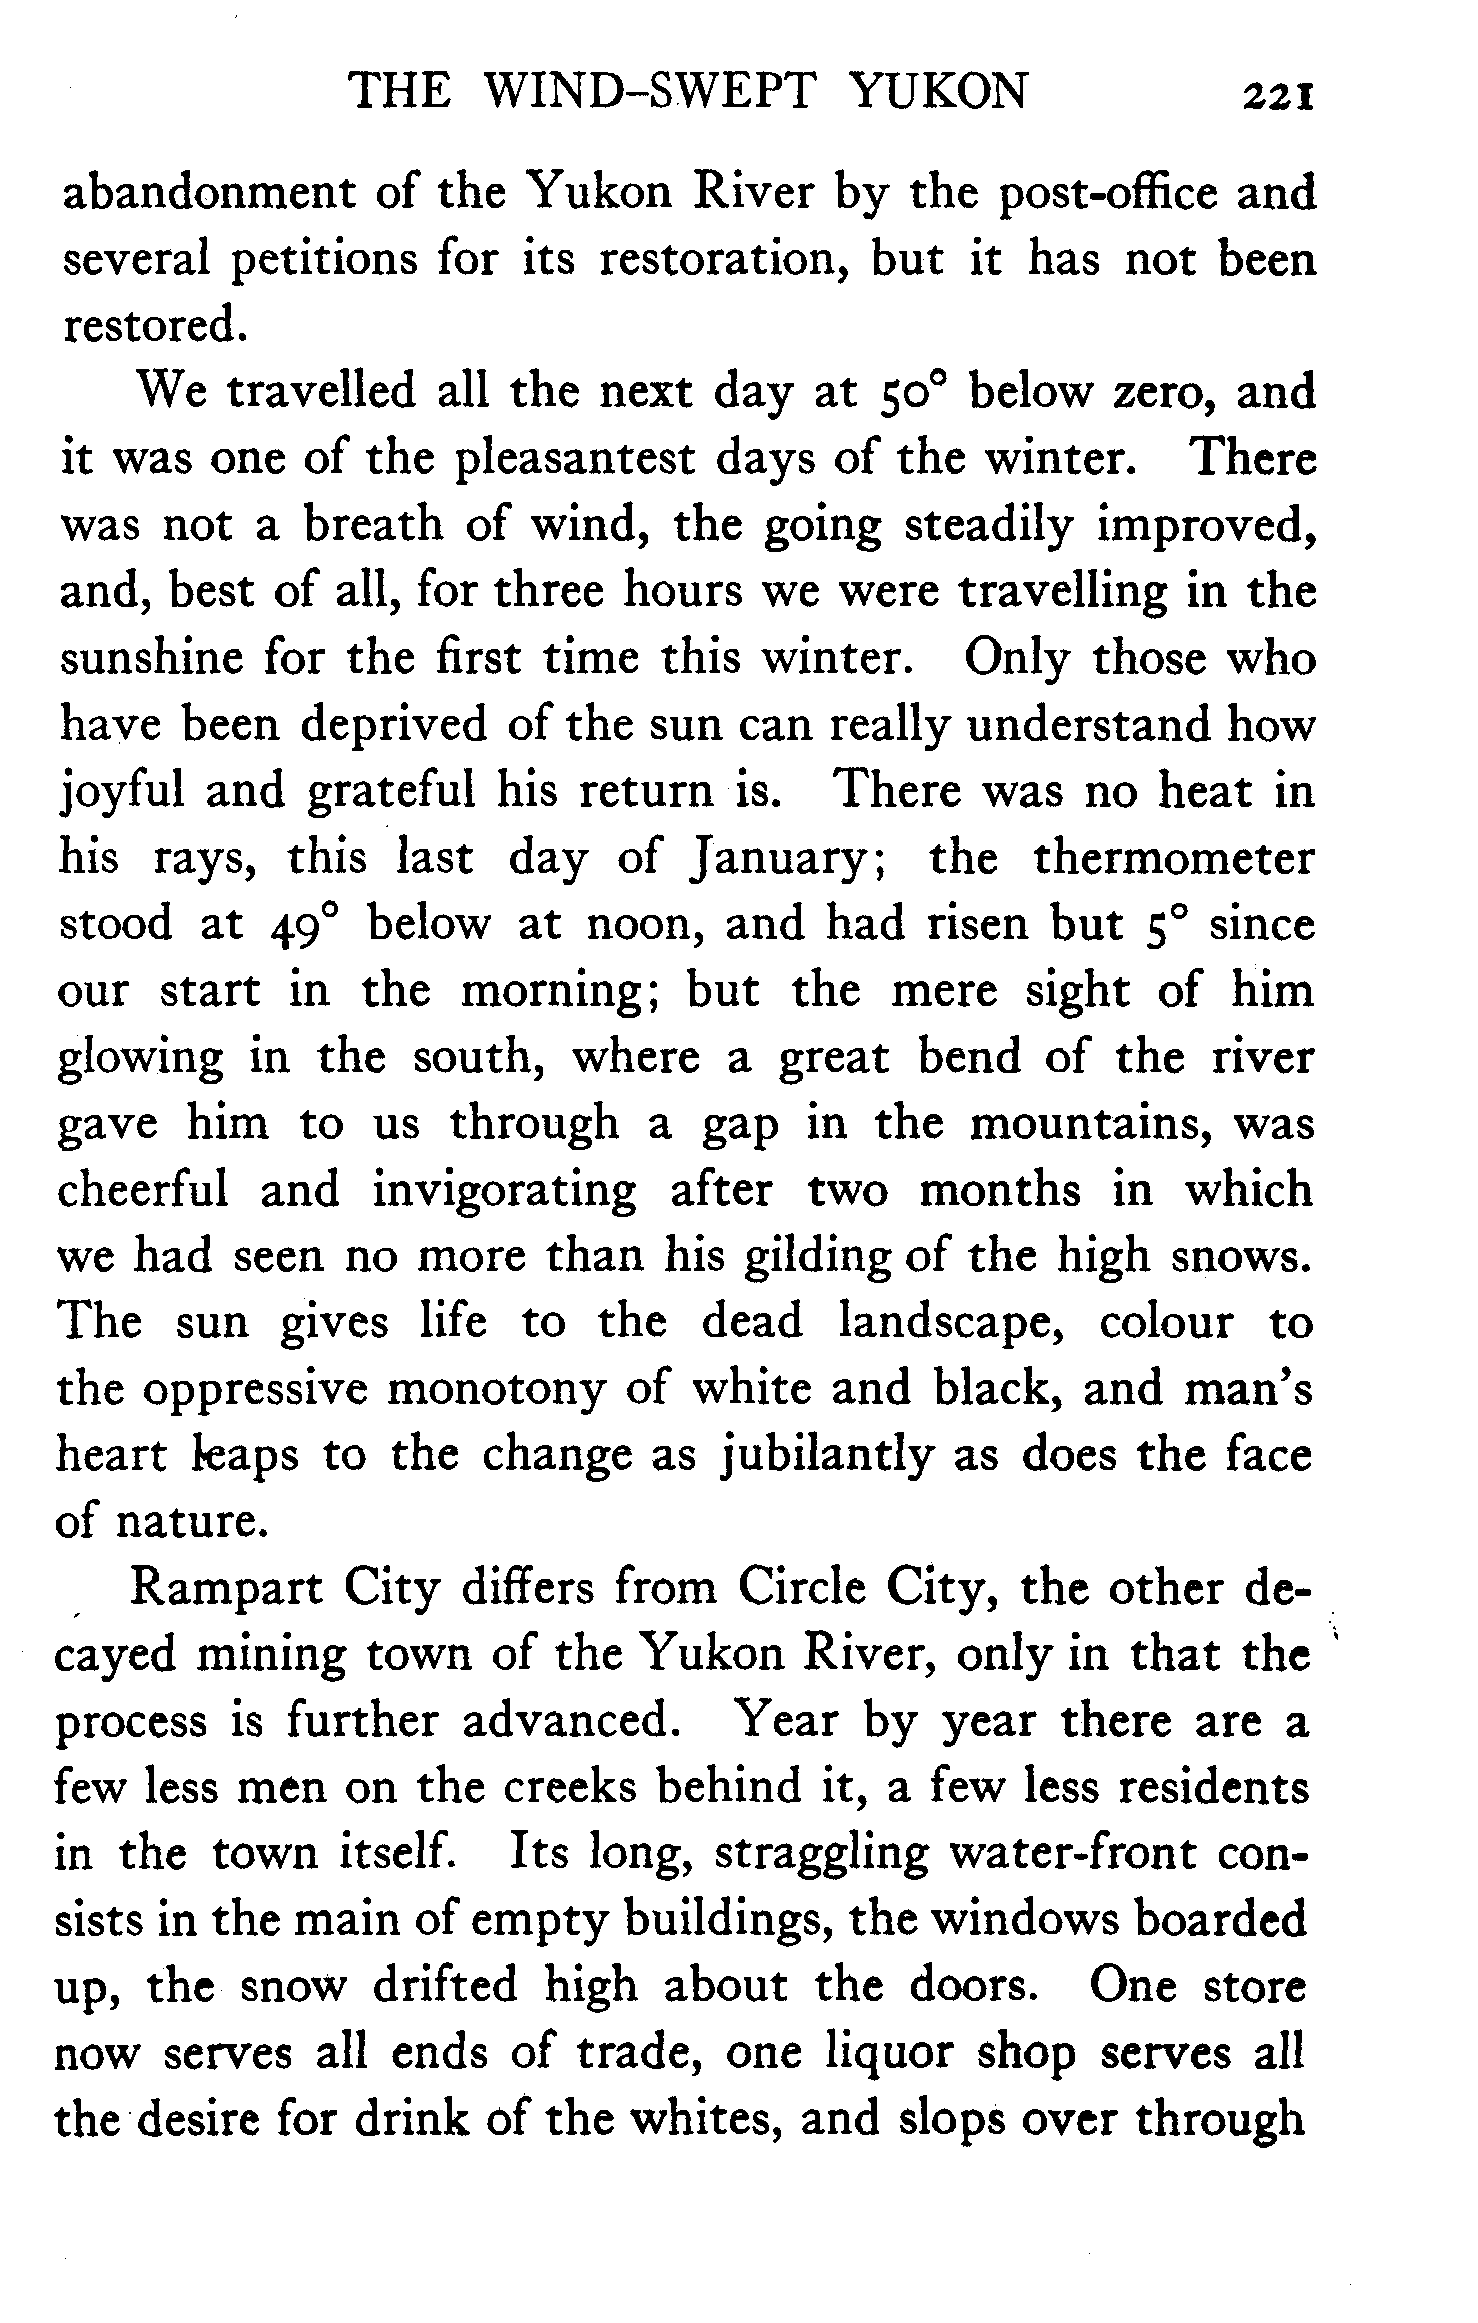 THE WIND-SWEPT YUKON 221
abandonment of the Yukon River by the post-office and
several petitions for its restoration, but it has not been
restored.
We travelled all the next day at 50° below zero, and
it was one of the pleasantest days of the winter. There
was not a breath of wind, the going steadily improved,
and, best of all, for three hours we were travelling in the
sunshine for the first time this winter. Only those who
have been deprived of the sun can really understand how
joyful and grateful his return is. There was no heat in
his rays, this last day of January; the thermometer
stood at 49° below at noon, and had risen but 5° since
our start in the morning; but the mere sight of him
glowing in the south, where a great bend of the river
gave him to us through a gap in the mountains, was
cheerful and invigorating after two months in which
we had seen no more than his gilding of the high snows.
The sun gives life to the dead landscape, colour to
the oppressive monotony of white and black, and man's
heart leaps to the change as jubilantly as does the face
of nature.
Rampart City differs from Circle City, the other de-
cayed mining town of the Yukon River, only in that the
process is further advanced. Year by year there are a
few less men on the creeks behind it, a few less residents
in the town itself. Its long, straggling water-front con-
sists in the main of empty buildings, the windows boarded
up, the snow drifted high about the doors. One store
now serves all ends of trade, one liquor shop serves all
the desire for drink of the whites, and slops over through